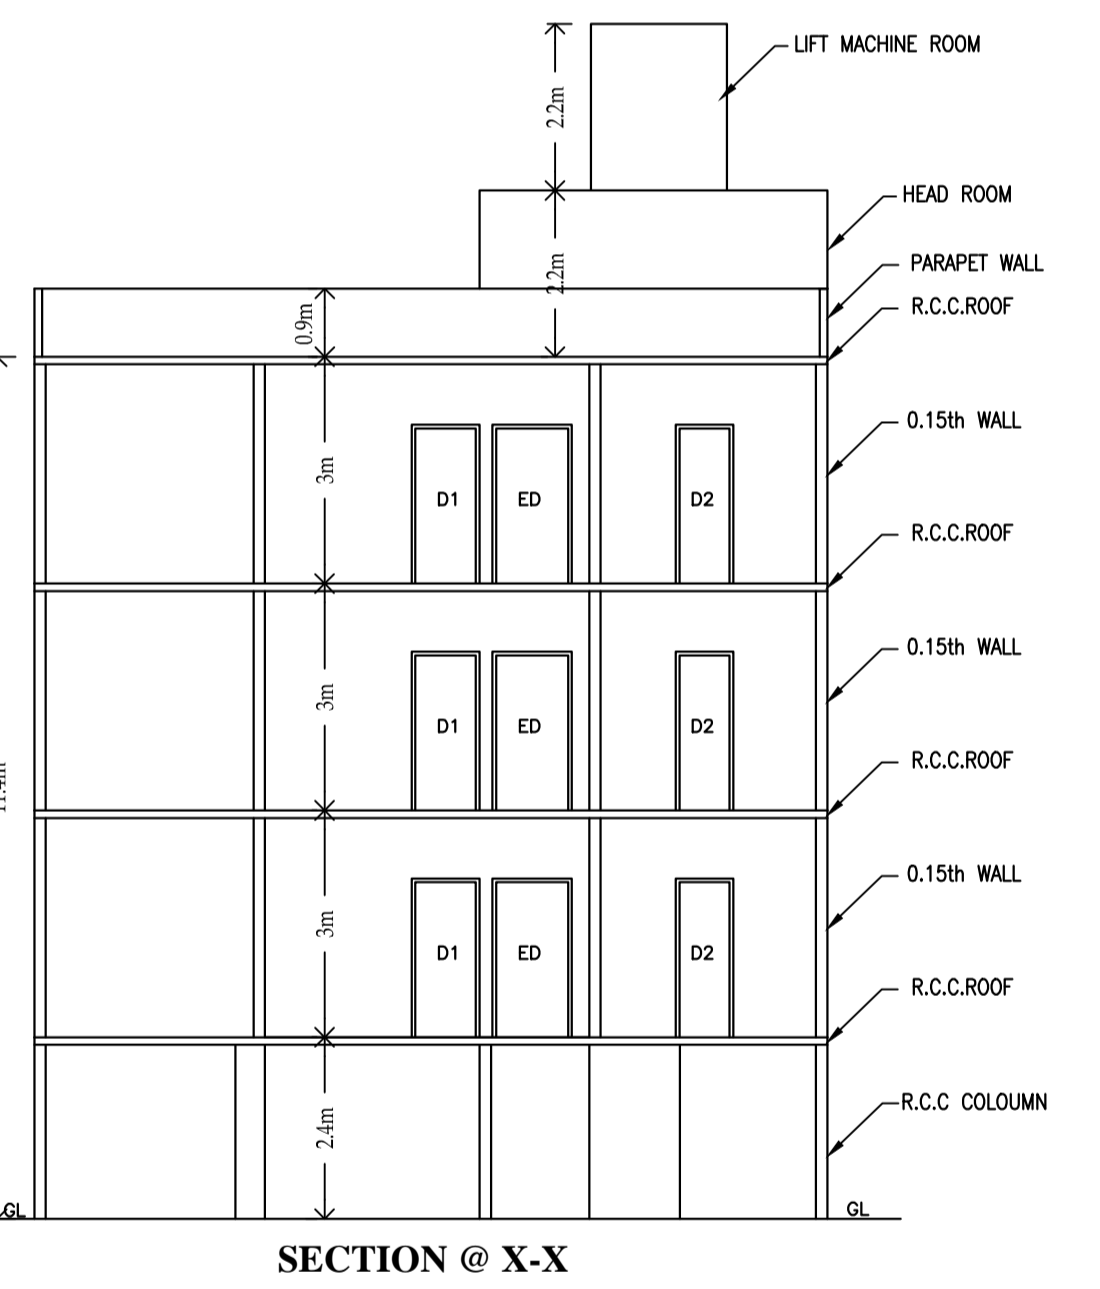 LIFT MACHINE ROOM
2.2m
HEAD ROOM
2.2m
PARAPET WALL
0.9m
R.C.C.ROOF
0.15th WALL
3m
D1 ED D2
R.C.C.ROOF
0.15th WALL
3m
D1 ED D2
R.C.C.ROOF
0.15th WALL
3m
D1 ED D2
R.C.C.ROOF
R.C.C COLOUMN
2.4m
GL
GL
SECTION @ X-X